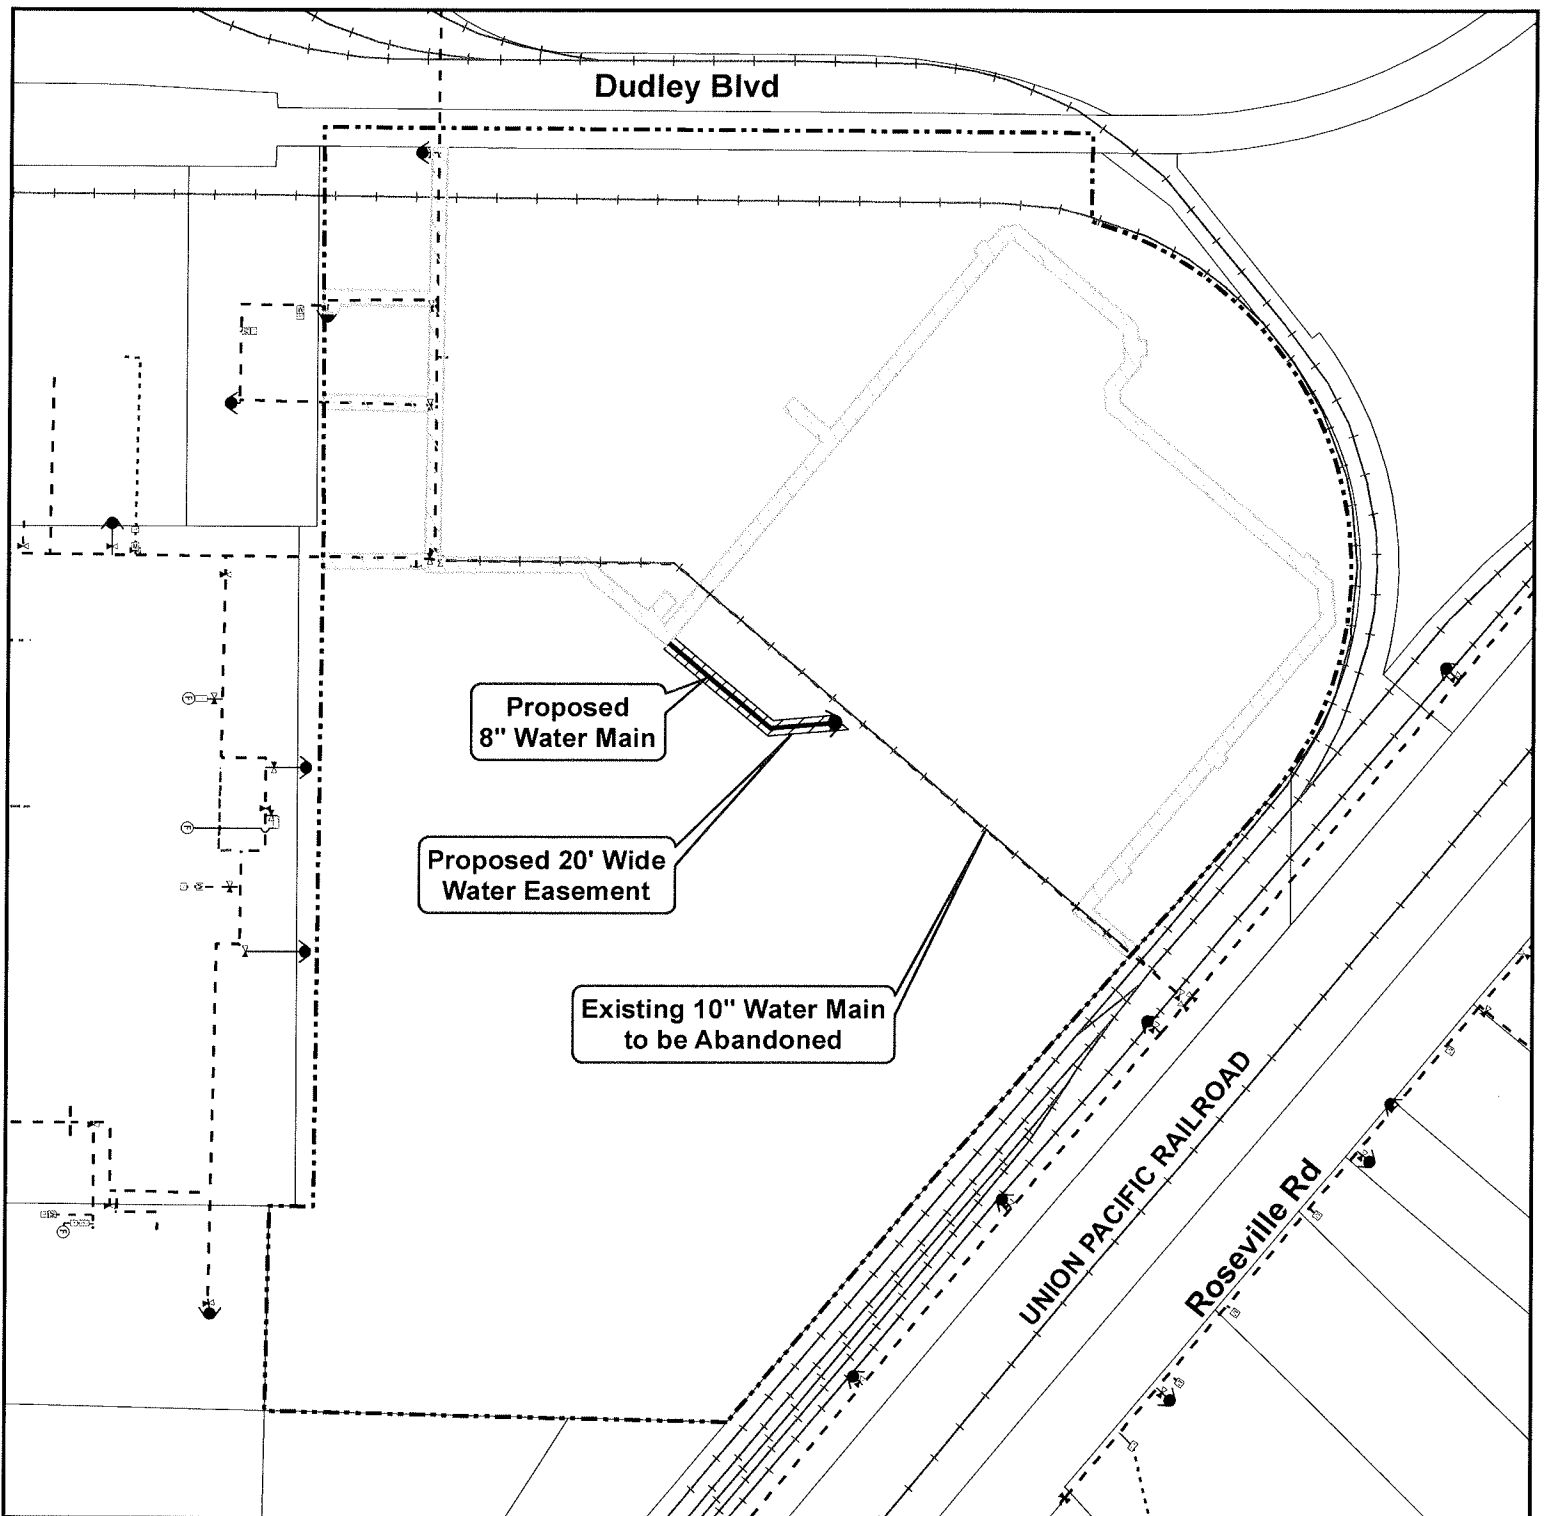 Dudley Blvd
Proposed
8" Water Main
Proposed 20' Wide
Water Easement
Existing 10" Water Main
to be Abandoned
UNION PACIFIC RAILROAD
Roseville Rd